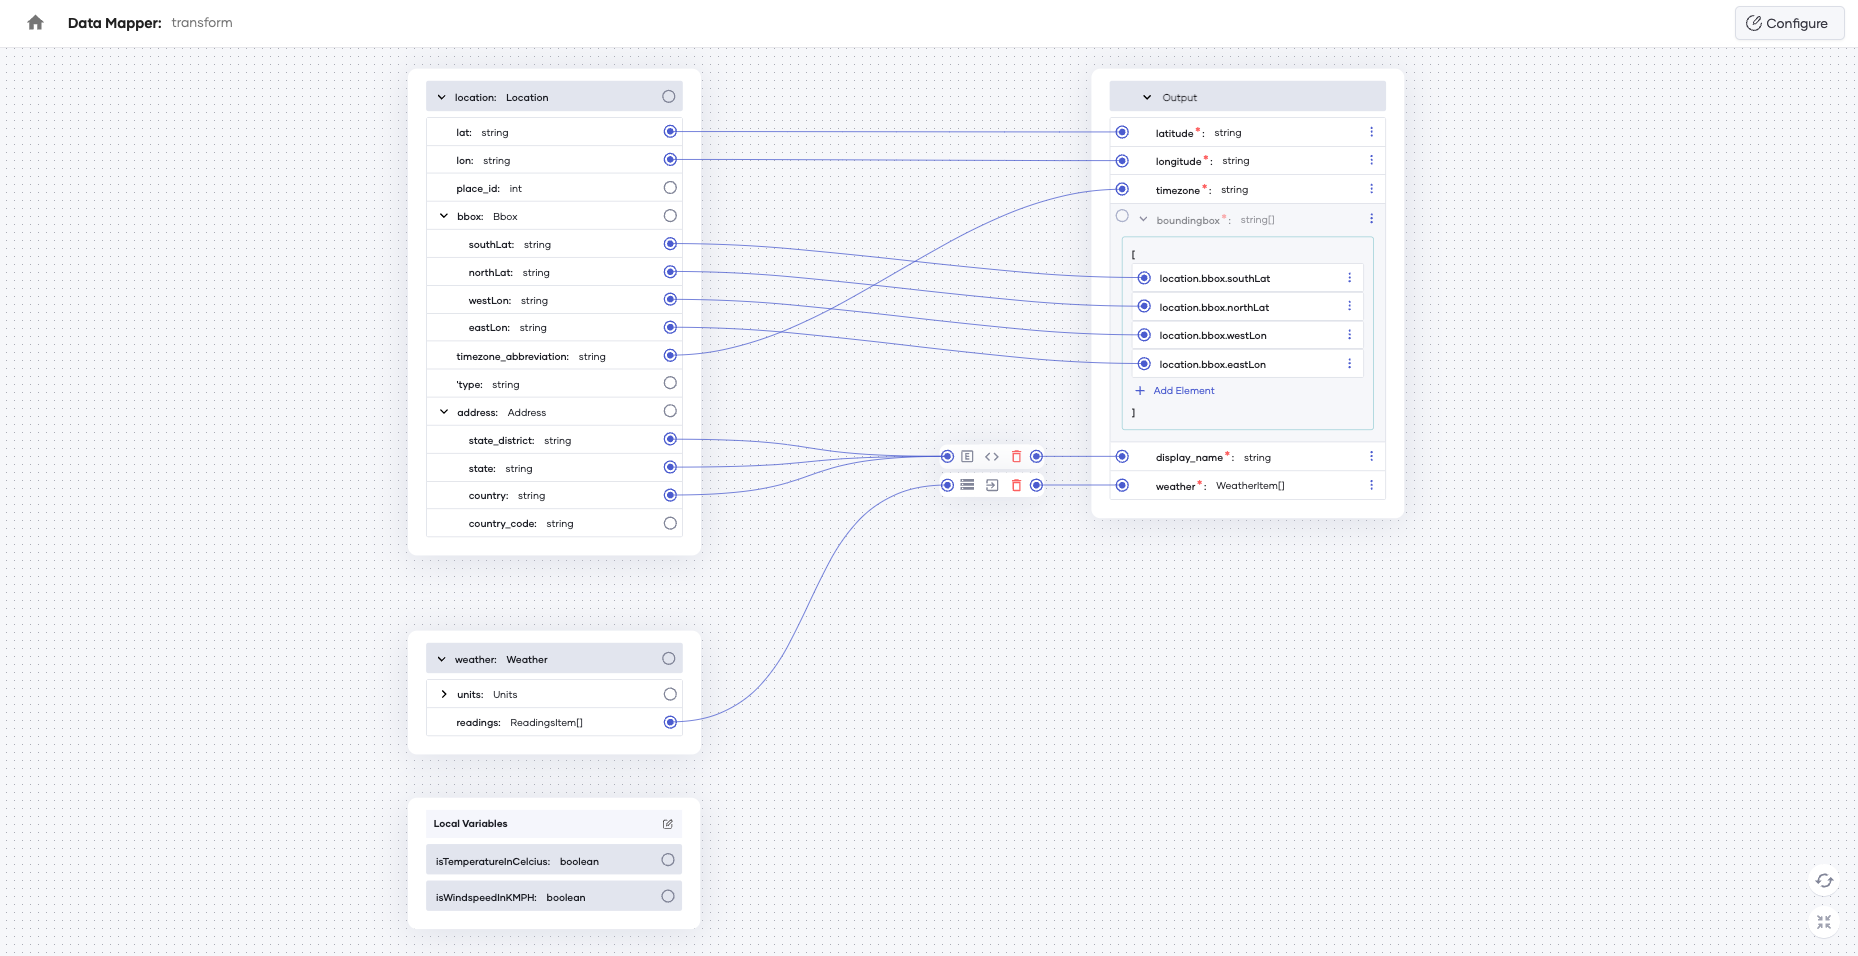 Data Mapper: transform
Configure
location: Location
lat: string
lon: string
place_id: int
bbox: Bbox
southLat: string
northLat: string
westLon: string
eastLon: string
timezone_abbreviation: string
'type: string
address: Address
state_district: string
state: string
country: string
country_code: string
Output
latitude*: string
longitude*: string
timezone*: string
boundingbox*: string[]
[
location.bbox.southLat
location.bbox.northLat
location.bbox.westLon
location.bbox.eastLon
+ Add Element
]
E <>
display_name*: string
weather*: WeatherItem[]
weather: Weather
units: Units
readings: ReadingsItem[]
Local Variables
isTemperatureInCelcius: boolean
isWindspeedInKMPH: boolean